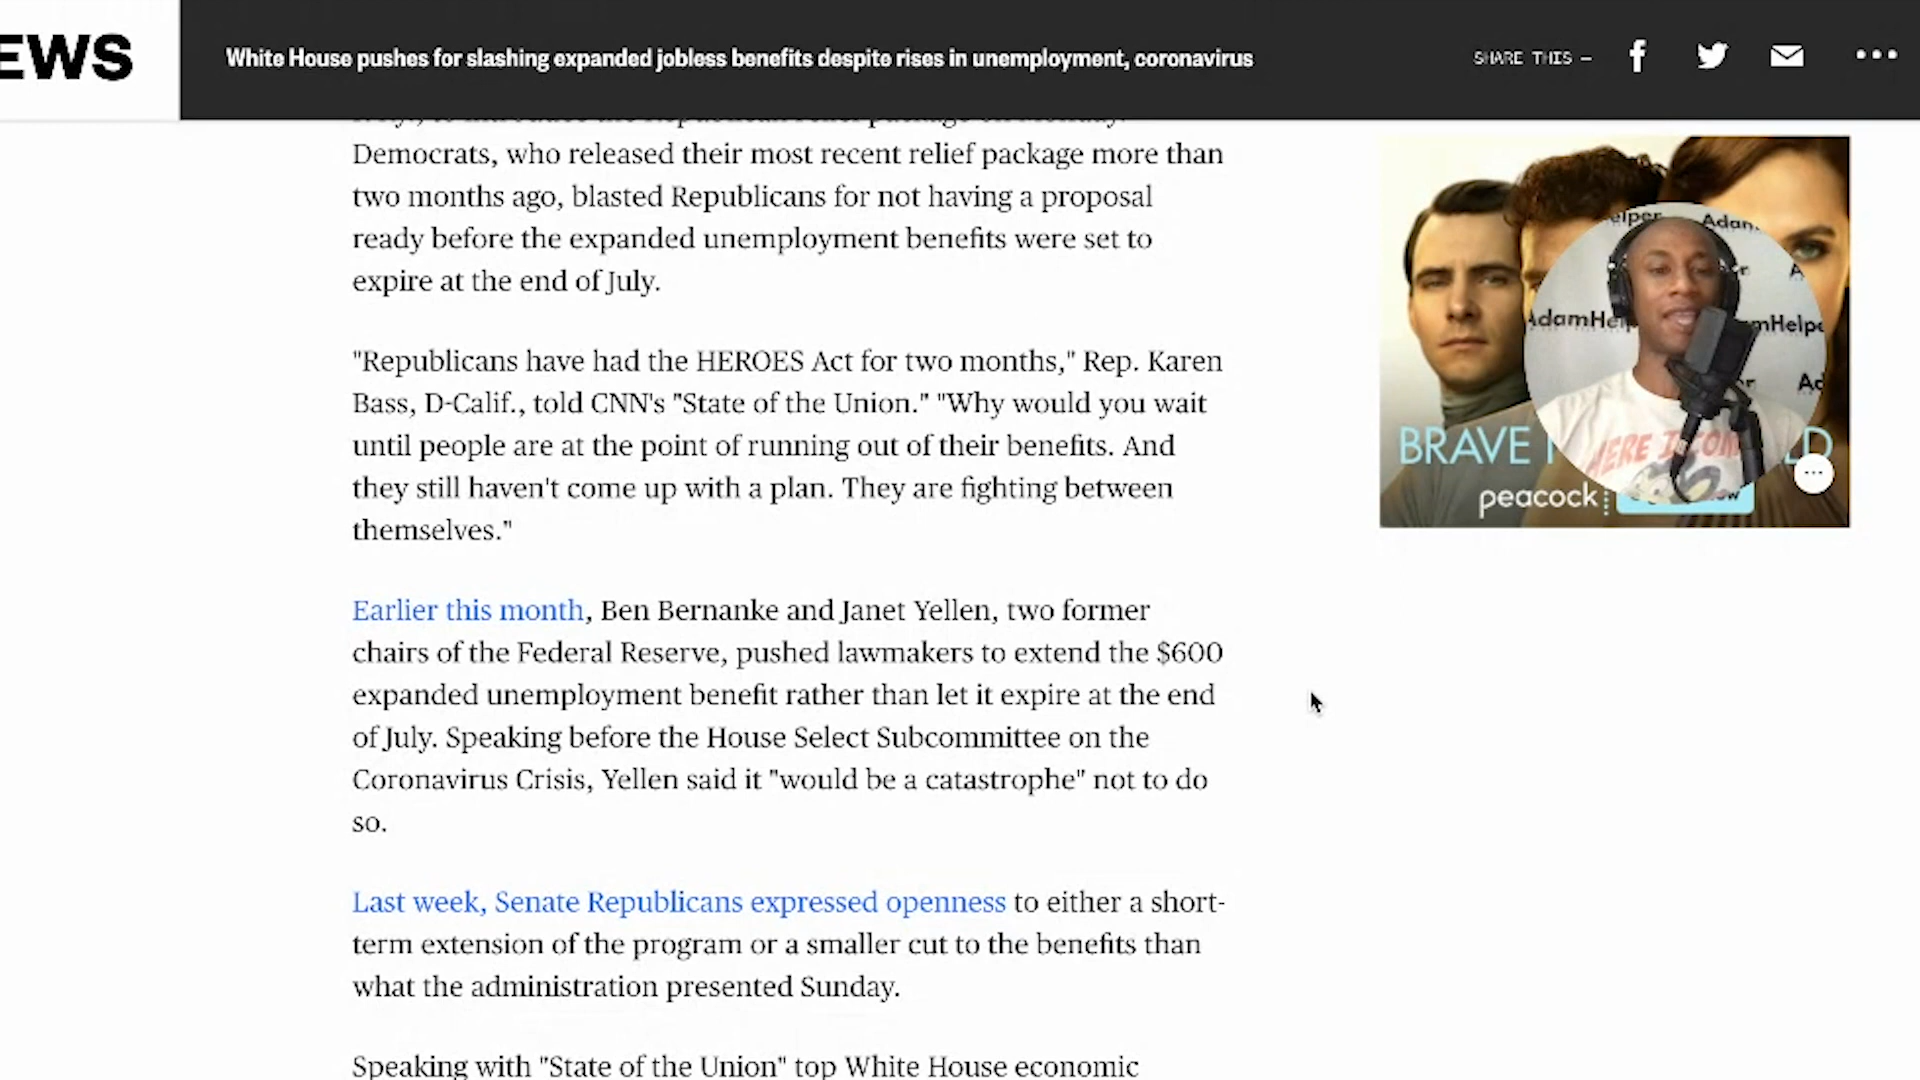 EWS
White House pushes for slashing expanded jobless benefits despite rises in unemployment, coronavirus
SHARE THIS —
Democrats, who released their most recent relief package more than
two months ago, blasted Republicans for not having a proposal
ready before the expanded unemployment benefits were set to
expire at the end of July.
"Republicans have had the HEROES Act for two months," Rep. Karen
Bass, D-Calif., told CNN's "State of the Union." "Why would you wait
until people are at the point of running out of their benefits. And
they still haven't come up with a plan. They are fighting between
themselves."
Earlier this month, Ben Bernanke and Janet Yellen, two former
chairs of the Federal Reserve, pushed lawmakers to extend the $600
expanded unemployment benefit rather than let it expire at the end
of July. Speaking before the House Select Subcommittee on the
Coronavirus Crisis, Yellen said it "would be a catastrophe" not to do
so.
Last week, Senate Republicans expressed openness to either a short-
term extension of the program or a smaller cut to the benefits than
what the administration presented Sunday.
Speaking with "State of the Union" top White House economic
elper Adam
AdamHelp mHelpe
Ad
HERE I COM
BRAVE D
peacock